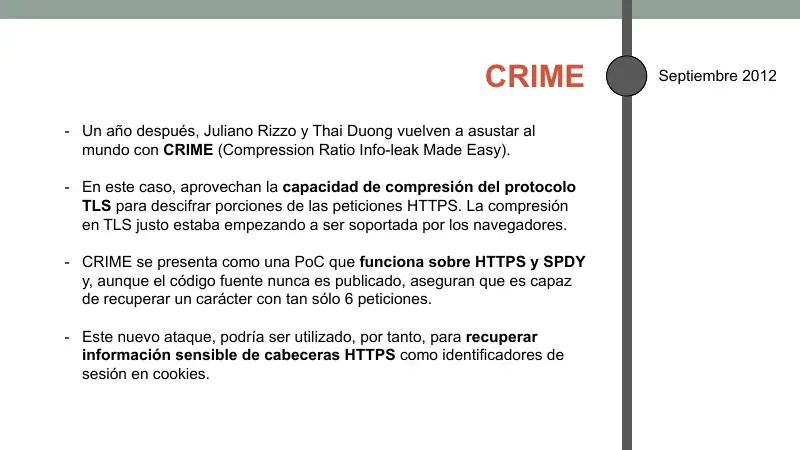 CRIME
Septiembre 2012
- Un año después, Juliano Rizzo y Thai Duong vuelven a asustar al
mundo con CRIME (Compression Ratio Info-leak Made Easy).
- En este caso, aprovechan la capacidad de compresión del protocolo
TLS para descifrar porciones de las peticiones HTTPS. La compresión
en TLS justo estaba empezando a ser soportada por los navegadores.
- CRIME se presenta como una PoC que funciona sobre HTTPS y SPDY
y, aunque el código fuente nunca es publicado, aseguran que es capaz
de recuperar un carácter con tan sólo 6 peticiones.
- Este nuevo ataque, podría ser utilizado, por tanto, para recuperar
información sensible de cabeceras HTTPS como identificadores de
sesión en cookies.